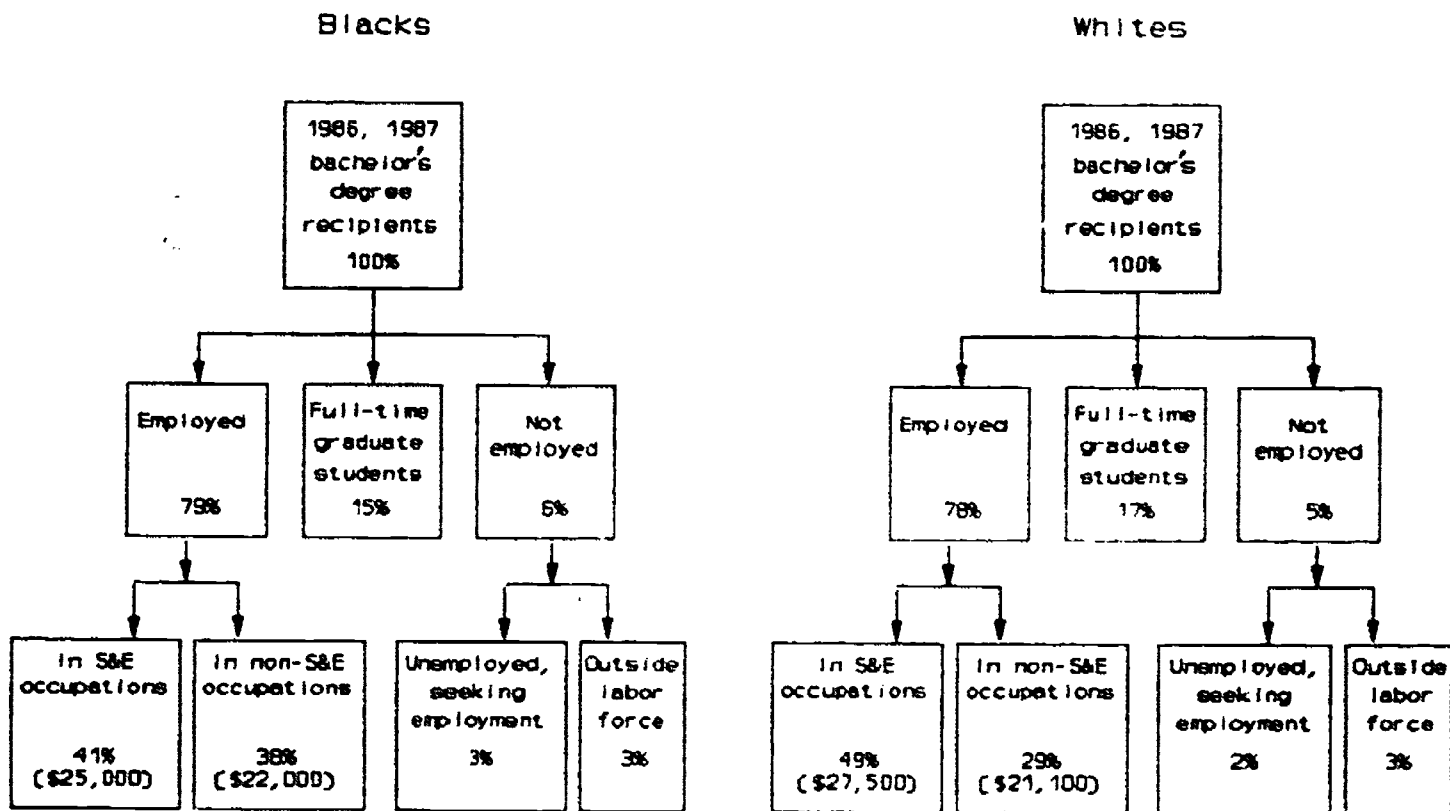 Blacks
1986, 1987
bachelor's
degree
recipients
100%
Employed
79%
Full-time
graduate
students
15%
Not
employed
6%
In S&E
occupations
41%
($25,000)
In non-S&E
occupations
38%
($22,000)
Unemployed,
seeking
employment
3%
Outside
labor
force
3%
Whites
1986, 1987
bachelor's
degree
recipients
100%
Employed
78%
Full-time
graduate
students
17%
Not
employed
5%
In S&E
occupations
49%
($27,500)
In non-S&E
occupations
29%
($21,100)
Unemployed,
seeking
employment
2%
Outside
labor
force
3%